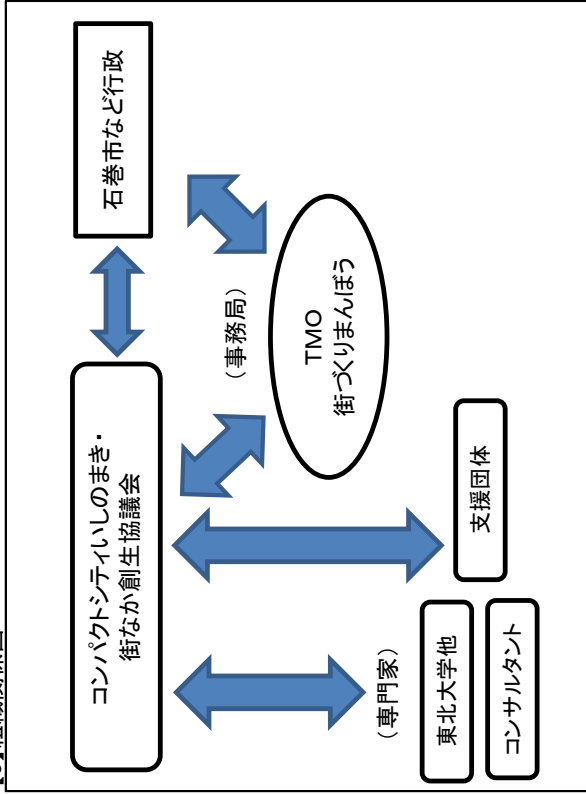 コンパクトシティいしのまき・
街なか創生協議会
石巻市など行政
（事務局）
TMO
街づくりまんぼう
（専門家）
東北大学他
コンサルタント
支援団体